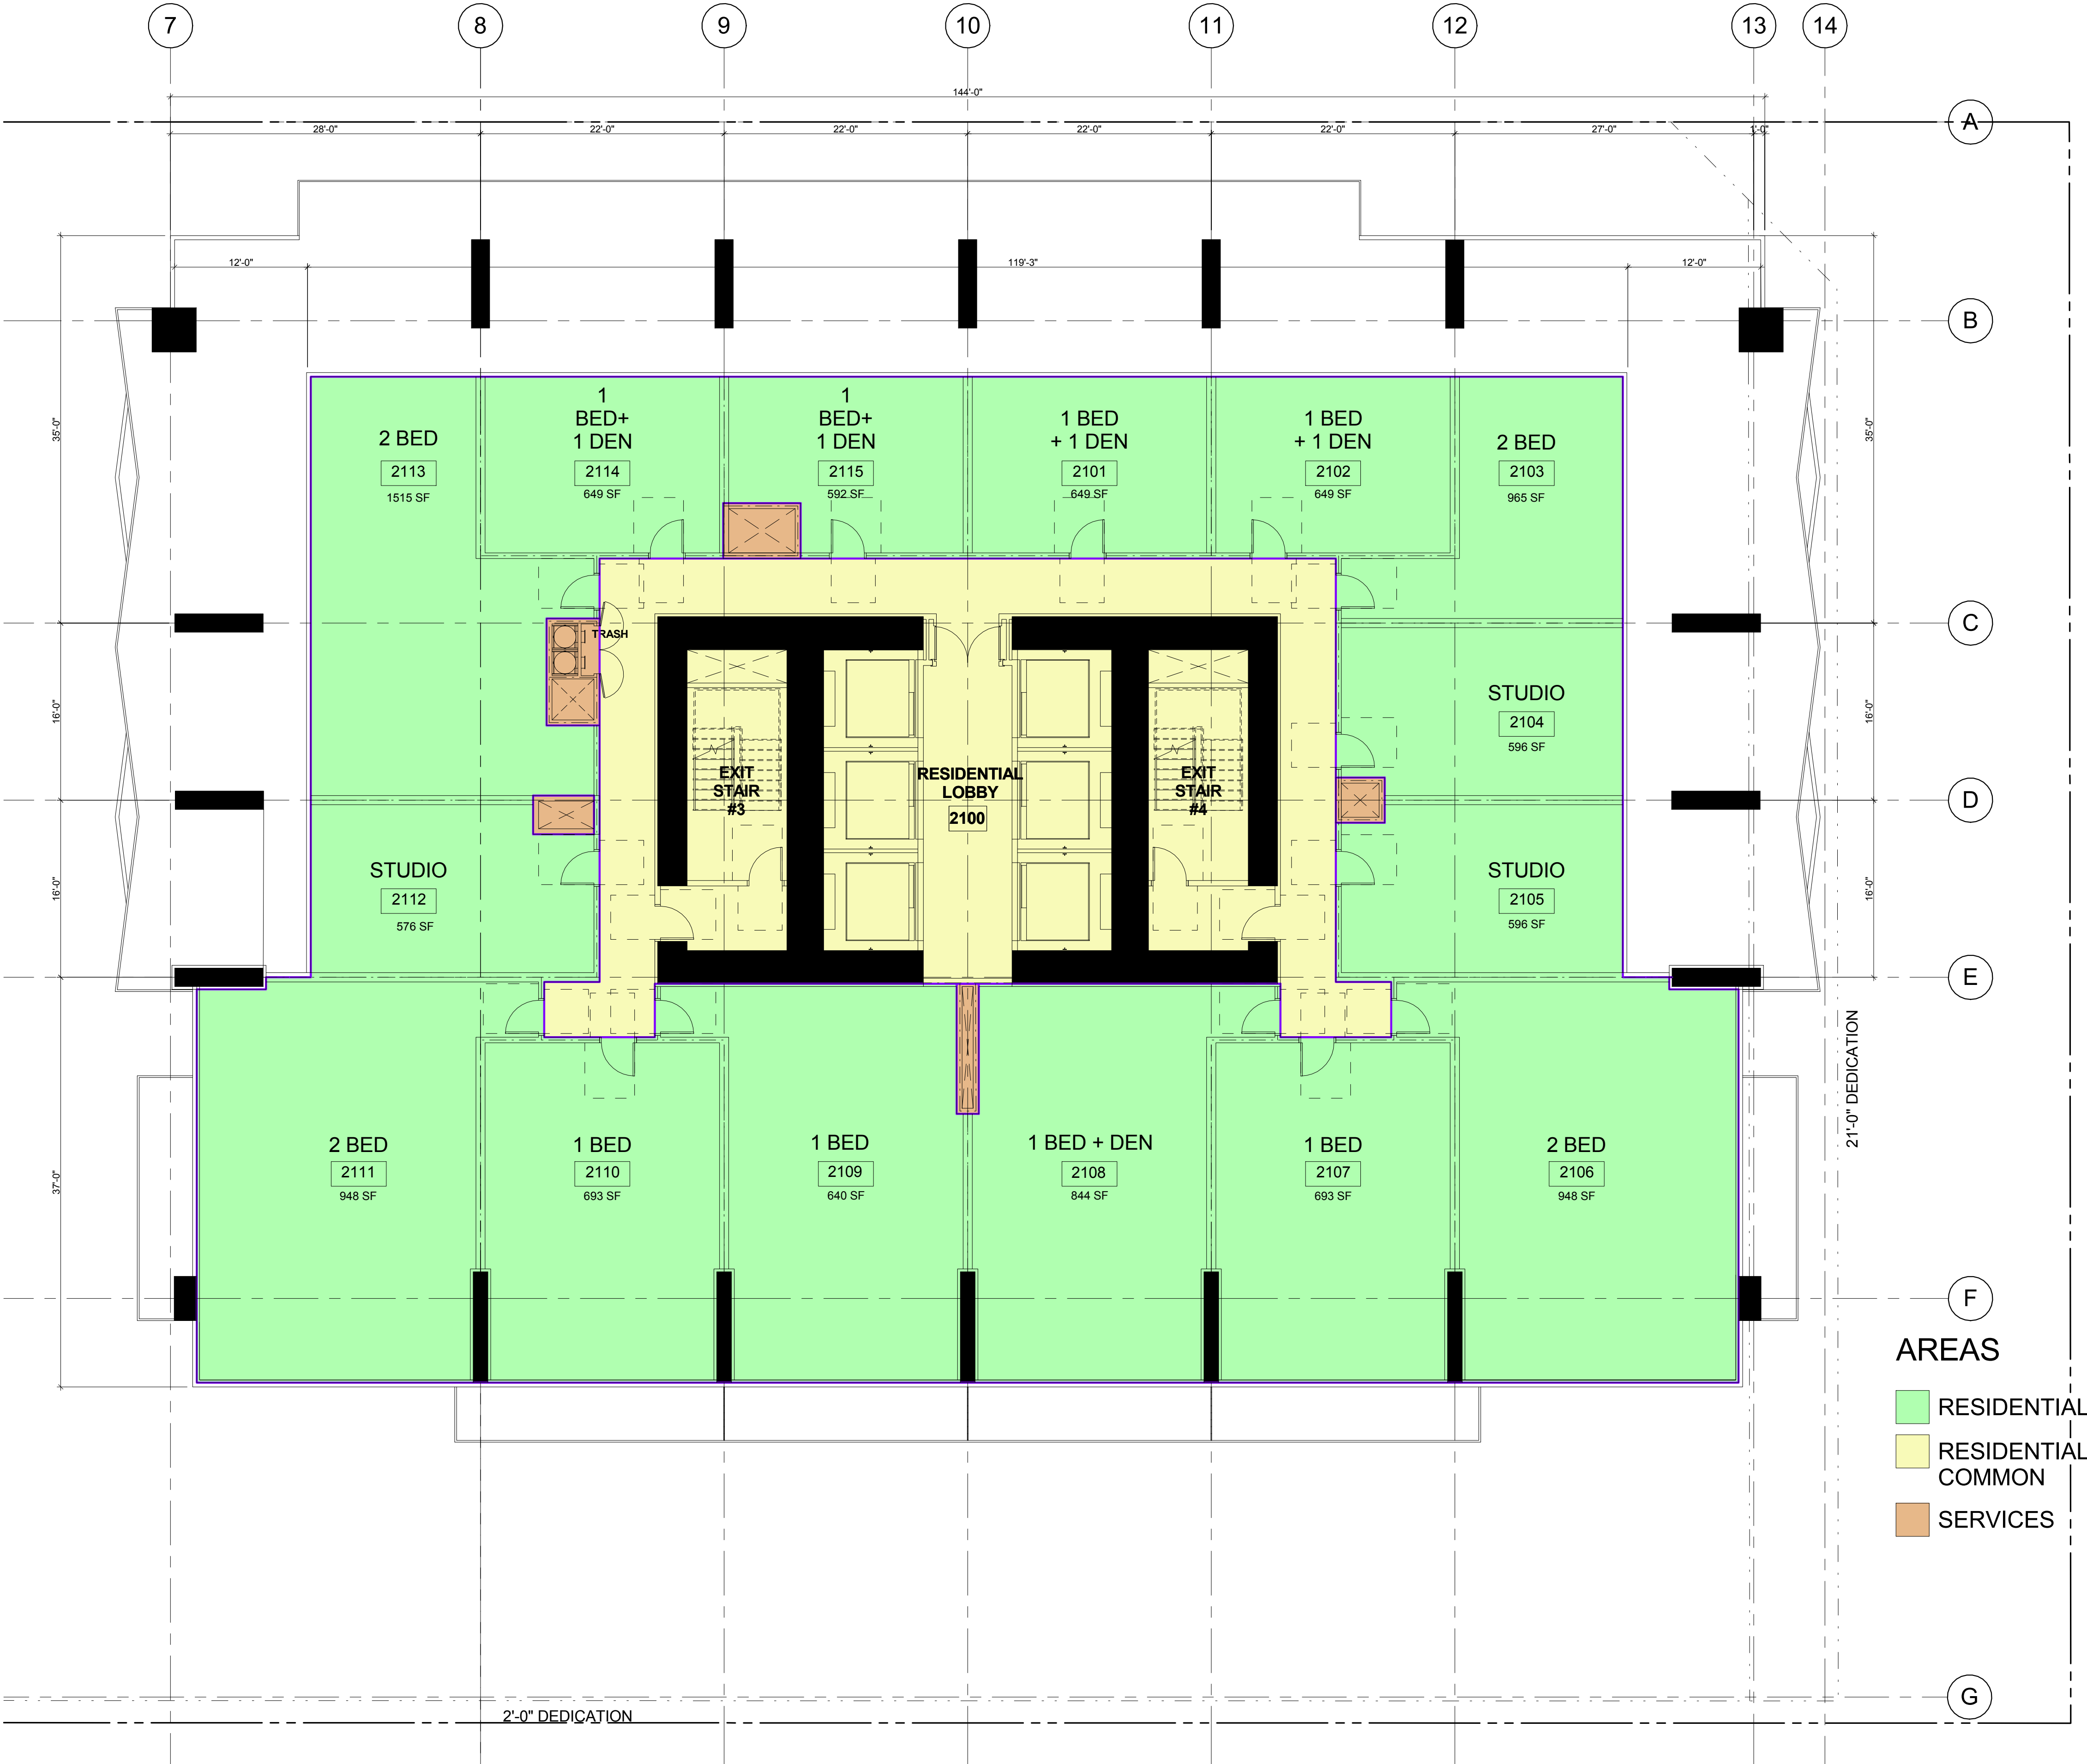 7
8
9
10
11
12
13
14
144'-0"
A
28'-0"
22'-0"
22'-0"
22'-0"
22'-0"
27'-0"
1'-0"
12'-0"
119'-3"
12'-0"
B
35'-0"
35'-0"
2 BED
2113
1515 SF
1
BED+
1 DEN
2114
649 SF
1
BED+
1 DEN
2115
592 SF
1 BED
+ 1 DEN
2101
649 SF
1 BED
+ 1 DEN
2102
649 SF
2 BED
2103
965 SF
TRASH
C
16'-0"
16'-0"
STUDIO
2104
596 SF
EXIT
STAIR
#3
RESIDENTIAL
LOBBY
2100
EXIT
STAIR
#4
D
16'-0"
16'-0"
STUDIO
2112
576 SF
STUDIO
2105
596 SF
E
37'-0"
21'-0" DEDICATION
2 BED
2111
948 SF
1 BED
2110
693 SF
1 BED
2109
640 SF
1 BED + DEN
2108
844 SF
1 BED
2107
693 SF
2 BED
2106
948 SF
F
AREAS
RESIDENTIAL
RESIDENTIAL
COMMON
SERVICES
G
2'-0" DEDICATION